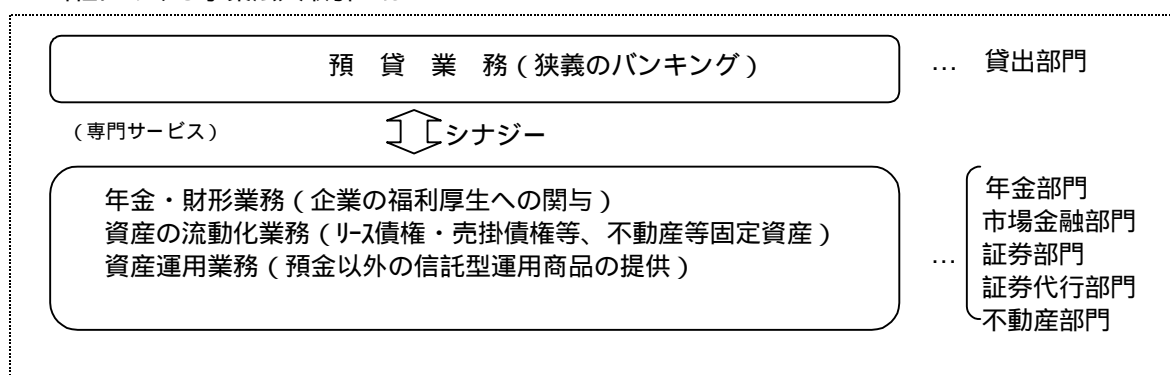 預　貸　業　務（狭義のバンキング）
… 貸出部門
（専門サービス）
シナジー
年金・財形業務（企業の福利厚生への関与）
資産の流動化業務（リース債権・売掛債権等、不動産等固定資産）
資産運用業務（預金以外の信託型運用商品の提供）
…
年金部門
市場金融部門
証券部門
証券代行部門
不動産部門